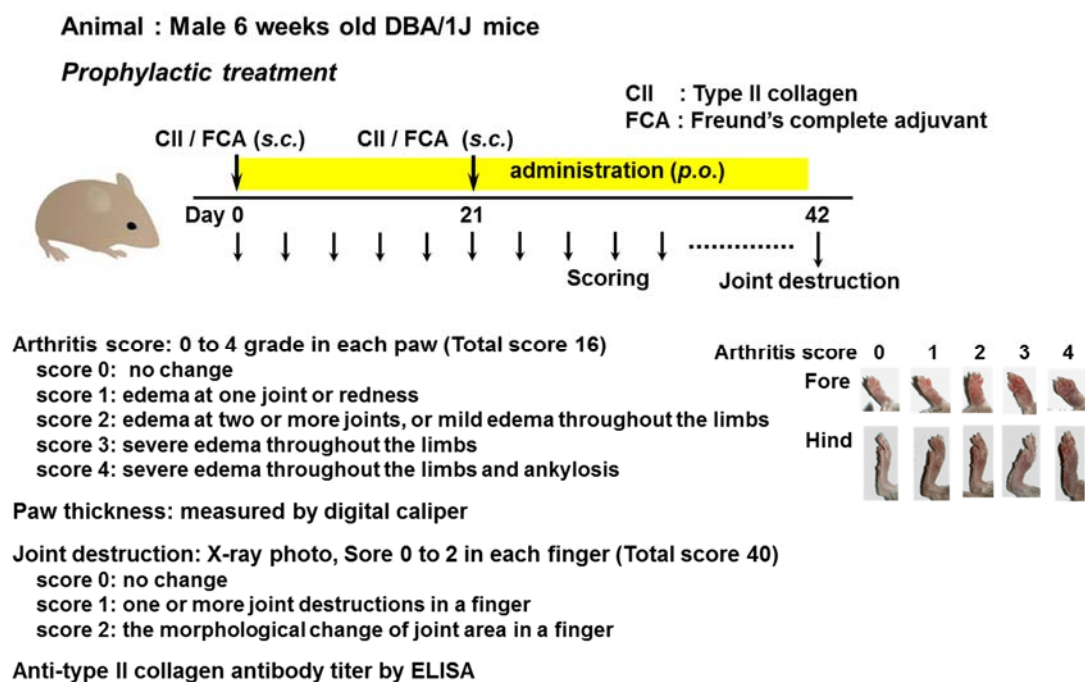 Animal : Male 6 weeks old DBA/1J mice
Prophylactic treatment
CII : Type II collagen
FCA : Freund's complete adjuvant
CII / FCA (s.c.) CII / FCA (s.c.)
administration (p.o.)
Day 0 21 42
Scoring Joint destruction
Arthritis score: 0 to 4 grade in each paw (Total score 16)
score 0: no change
score 1: edema at one joint or redness
score 2: edema at two or more joints, or mild edema throughout the limbs
score 3: severe edema throughout the limbs
score 4: severe edema throughout the limbs and ankylosis
Arthritis score 0 1 2 3 4
Fore
Hind
Paw thickness: measured by digital caliper
Joint destruction: X-ray photo, Sore 0 to 2 in each finger (Total score 40)
score 0: no change
score 1: one or more joint destructions in a finger
score 2: the morphological change of joint area in a finger
Anti-type II collagen antibody titer by ELISA